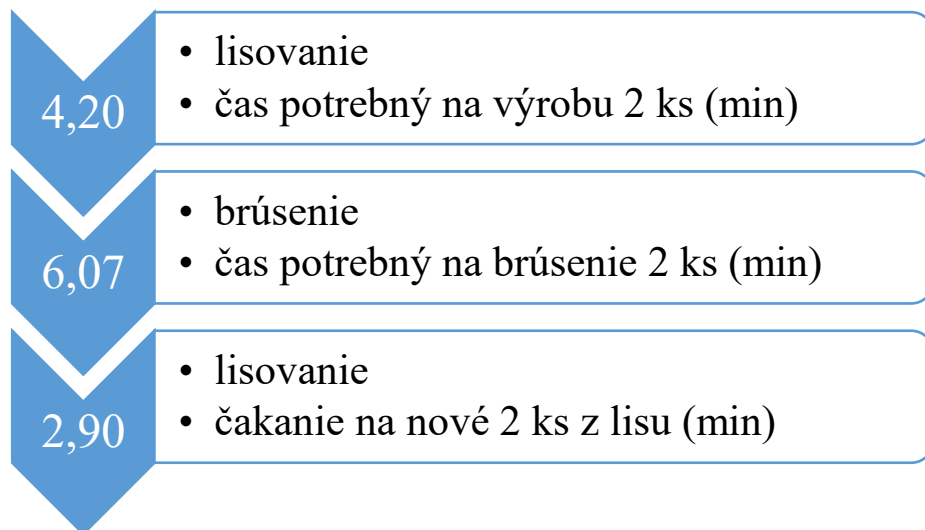 4,20
• lisovanie
• čas potrebný na výrobu 2 ks (min)
6,07
• brúsenie
• čas potrebný na brúsenie 2 ks (min)
2,90
• lisovanie
• čakanie na nové 2 ks z lisu (min)